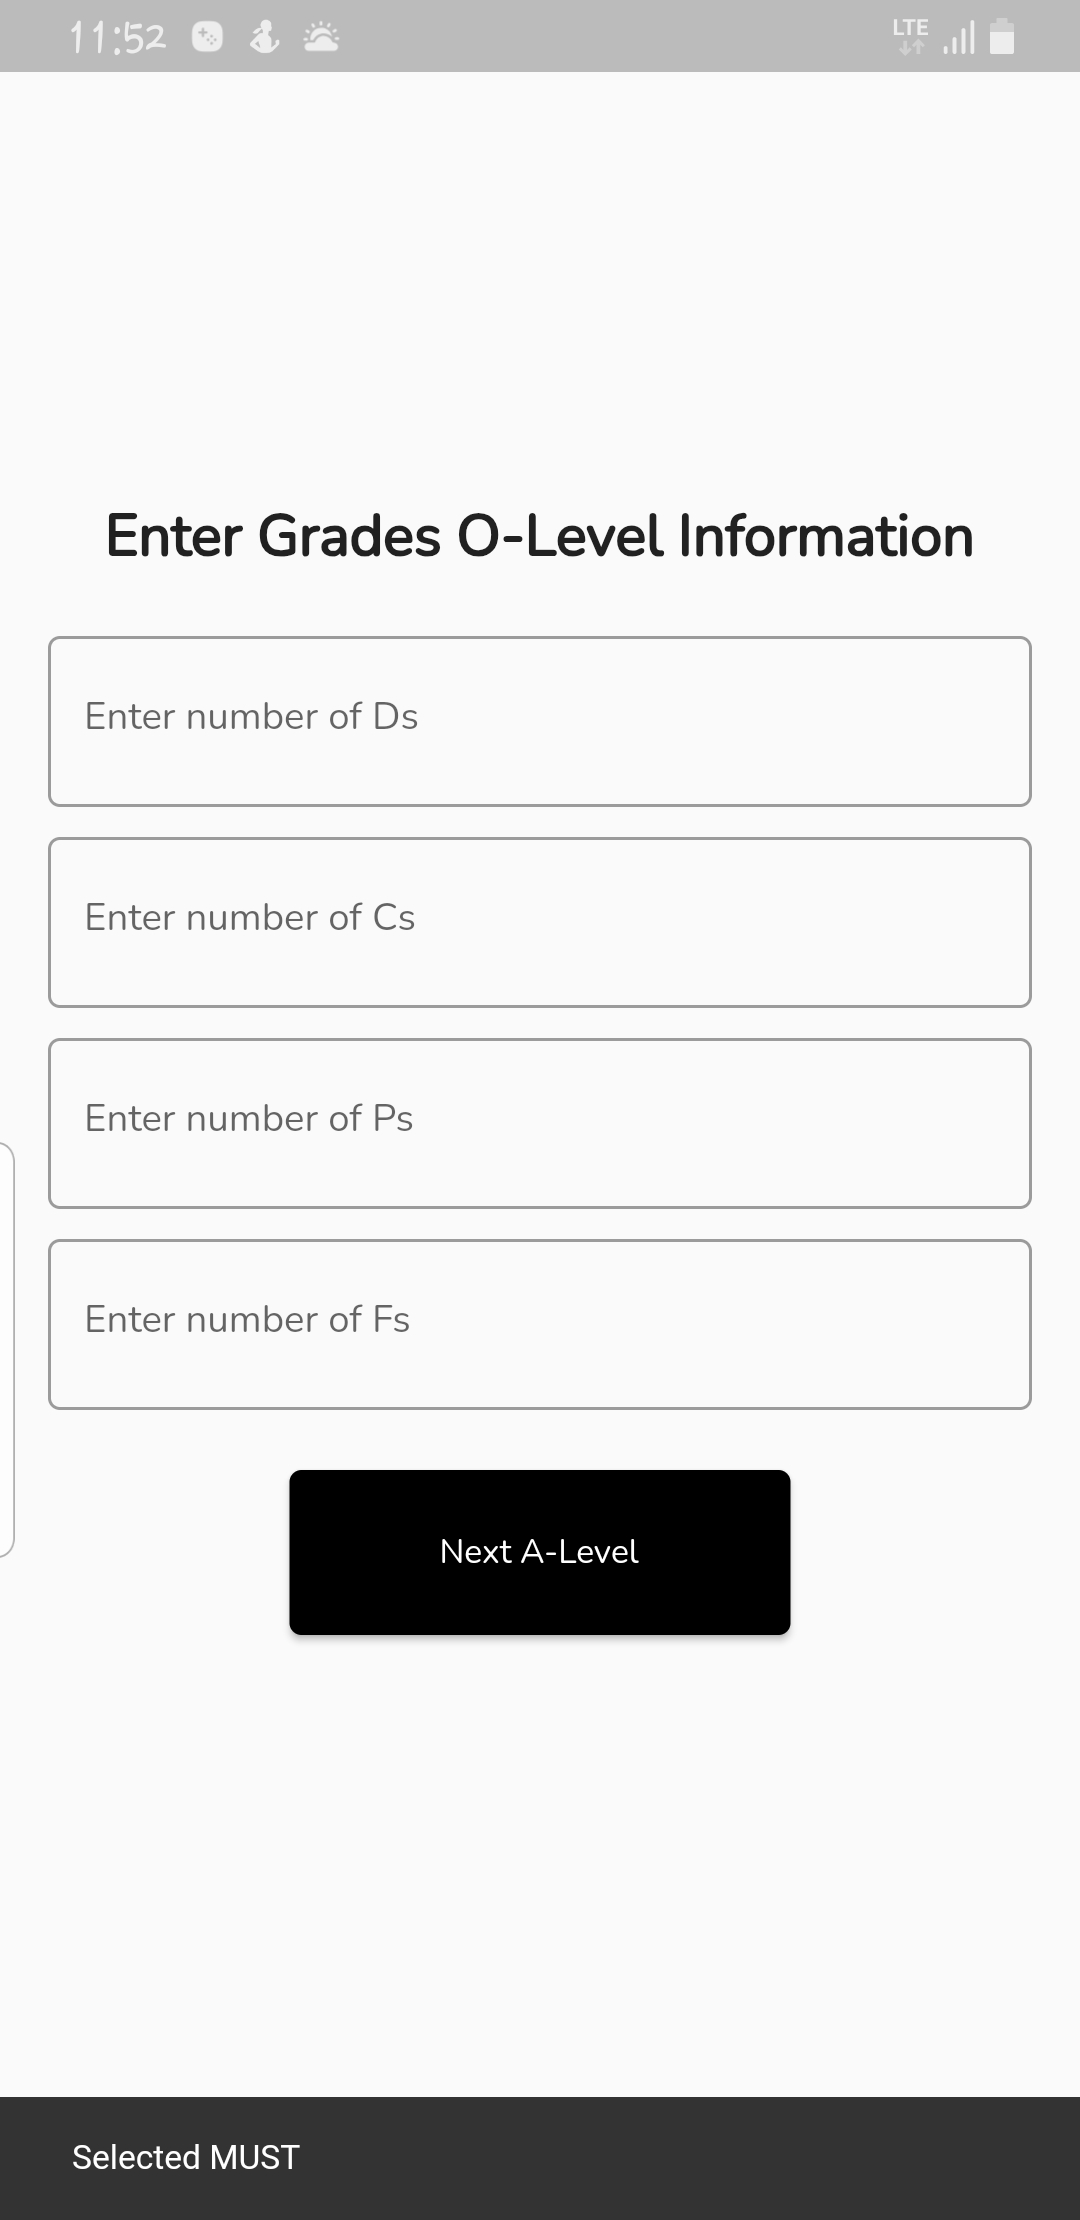 11:52
LTE
Enter Grades O-Level Information
Enter number of Ds
Enter number of Cs
Enter number of Ps
Enter number of Fs
Next A-Level
Selected MUST